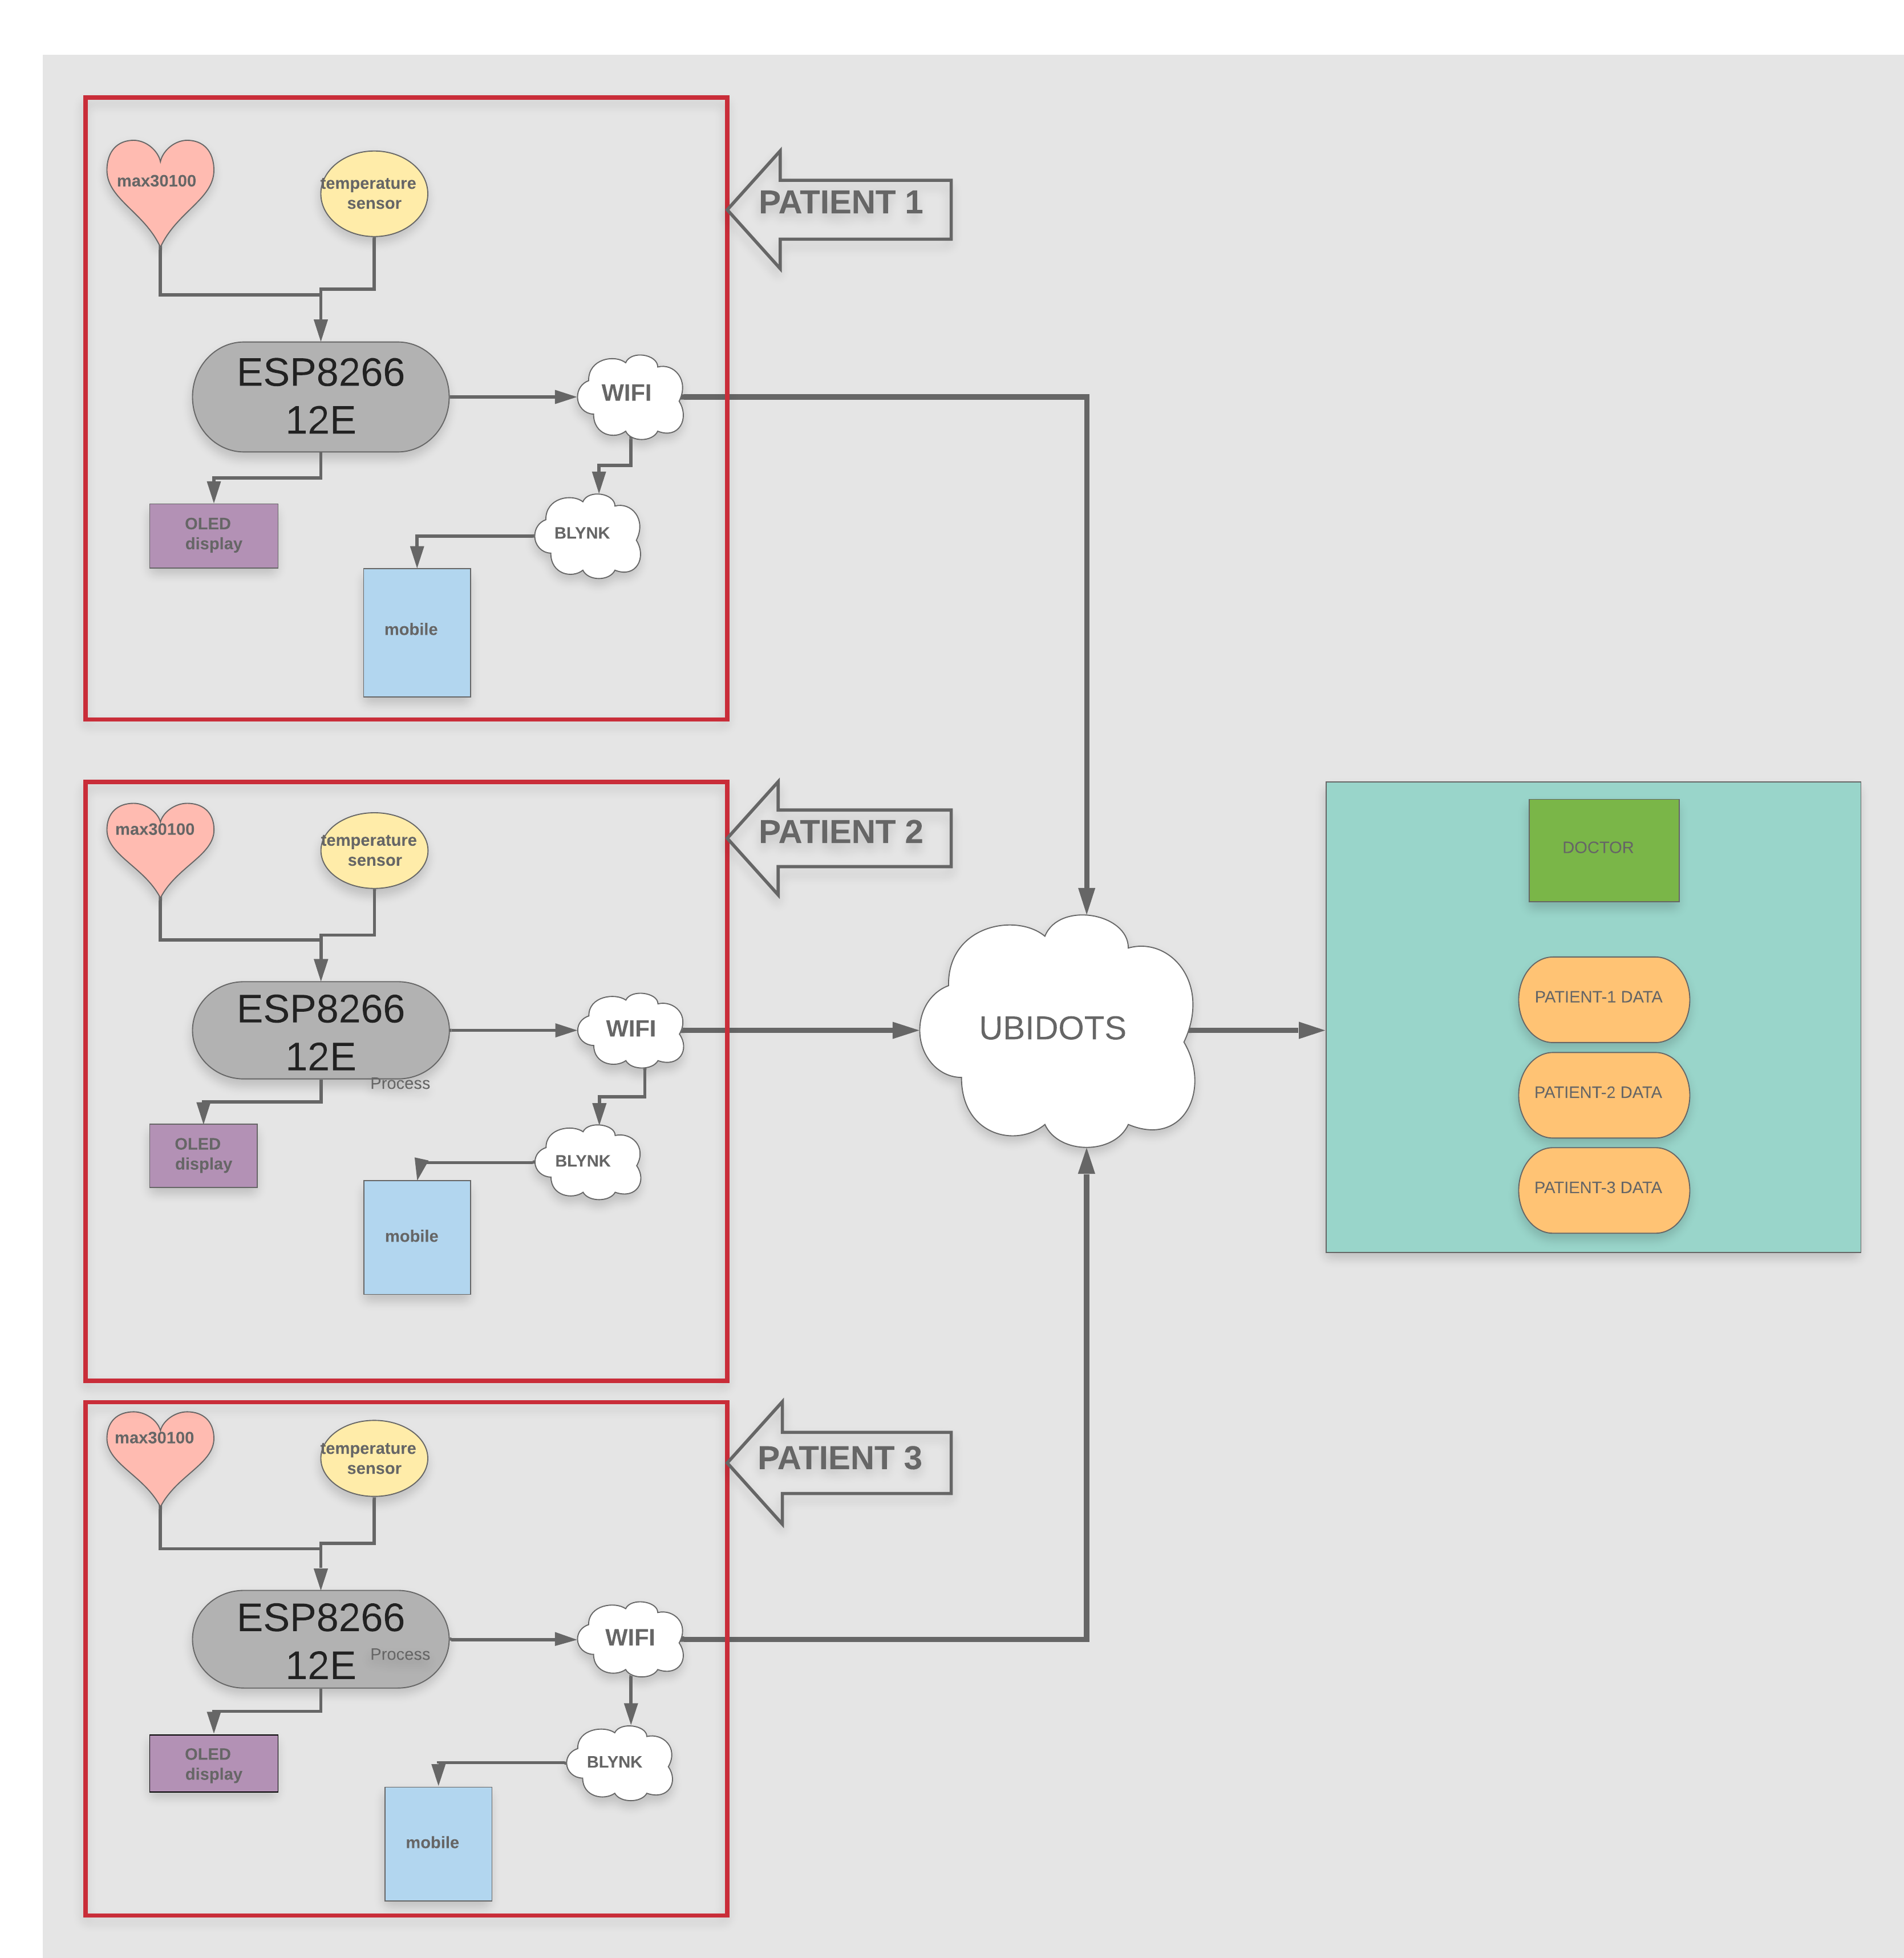 max30100
temperature
sensor
PATIENT 1
ESP8266
12E
WIFI
OLED
display
BLYNK
mobile
max30100
temperature
sensor
PATIENT 2
ESP8266
12E
Process
WIFI
OLED
display
BLYNK
mobile
UBIDOTS
DOCTOR
PATIENT-1 DATA
PATIENT-2 DATA
PATIENT-3 DATA
max30100
temperature
sensor
PATIENT 3
ESP8266
12E
Process
WIFI
OLED
display
BLYNK
mobile